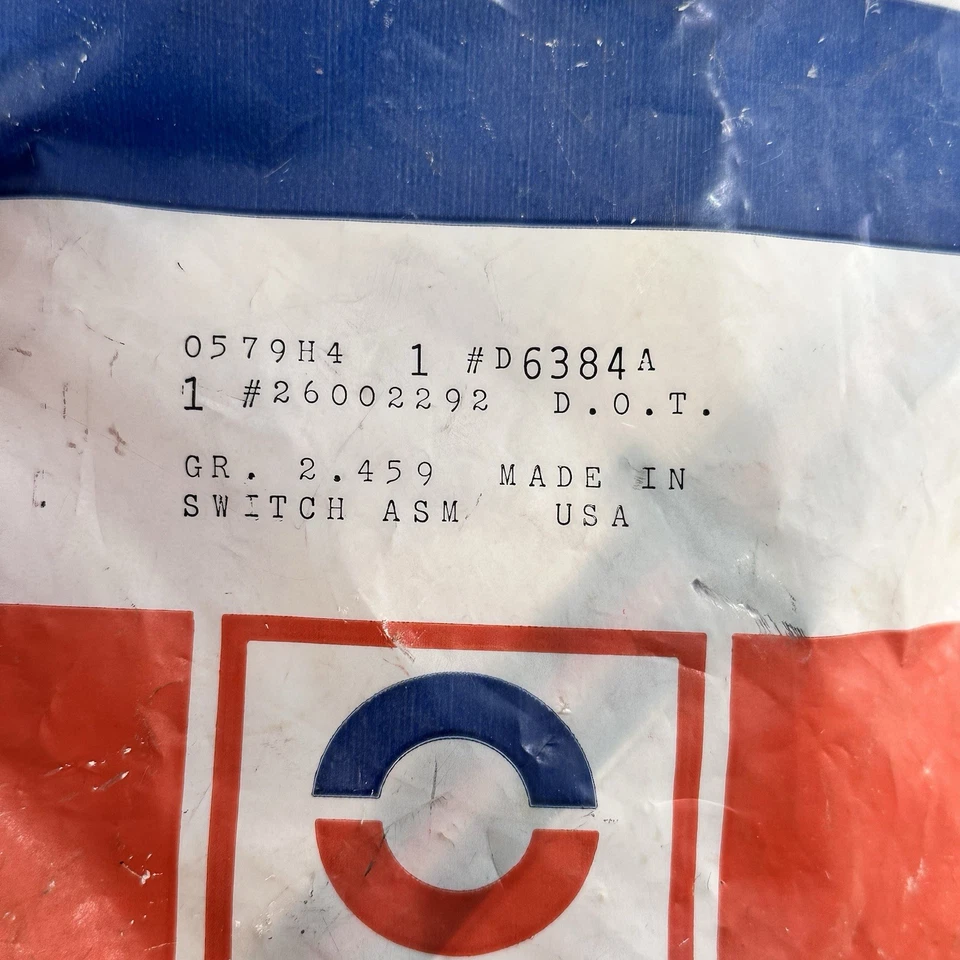 0579H4 1 #D6384A
1 #26002292 D.O.T.
GR. 2.459 MADE IN
SWITCH ASM USA